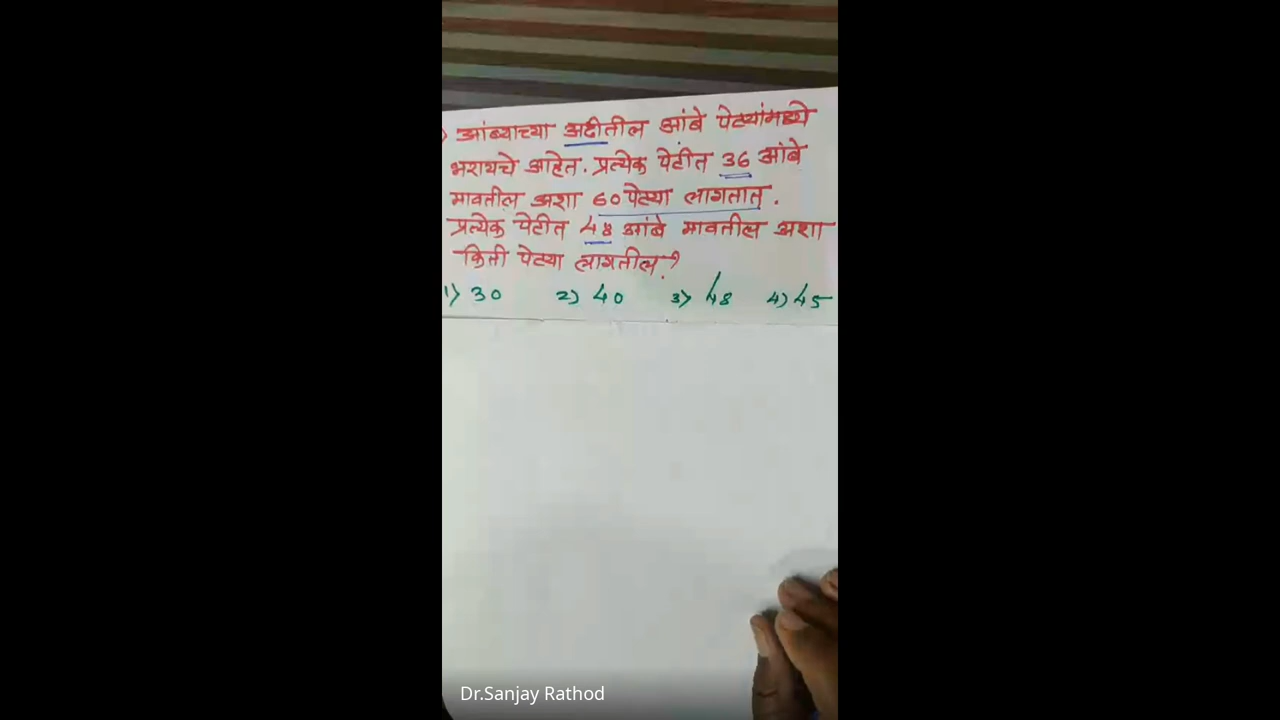 ) आंब्याच्या अढीतील आंबे पेट्यांमध्ये
भरायचे आहेत. प्रत्येक पेटीत 36 आंबे
मावतील अशा 60 पेट्या लागतात.
प्रत्येक पेटीत 48 आंबे मावतील अशा
किती पेट्या लागतील?
1) 30 2) 40 3) 48 4) 45
Dr.Sanjay Rathod